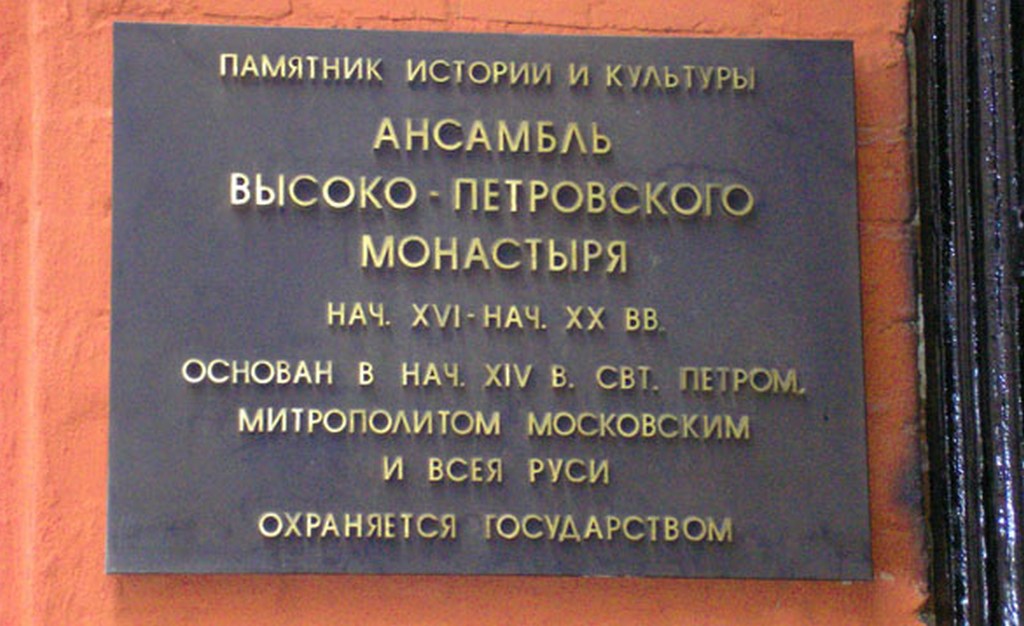 ПАМЯТНИК ИСТОРИИ И КУЛЬТУРЫ
АНСАМБЛЬ
ВЫСОКО - ПЕТРОВСКОГО
МОНАСТЫРЯ
НАЧ. XVI - НАЧ. XX ВВ.
ОСНОВАН В НАЧ. XIV В. СВТ. ПЕТРОМ,
МИТРОПОЛИТОМ МОСКОВСКИМ
И ВСЕЯ РУСИ
ОХРАНЯЕТСЯ ГОСУДАРСТВОМ